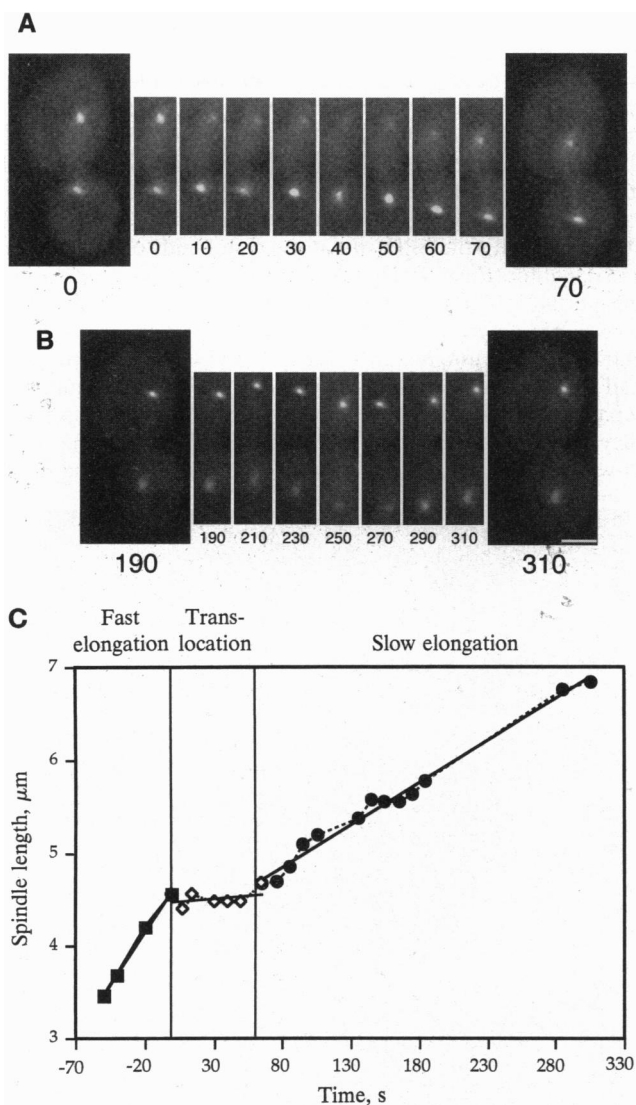 A
0 10 20 30 40 50 60 70
0 70
B
190 210 230 250 270 290 310
190 310
C
Fast elongation
Trans-location
Slow elongation
7
6
5
4
3
Spindle length, μm
-70 -20 30 80 130 180 230 280 330
Time, s